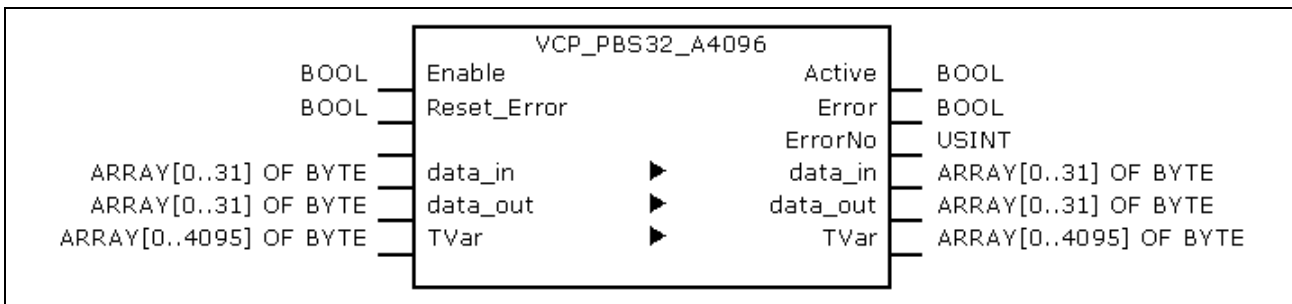 VCP_PBS32_A4096
BOOL Enable Active BOOL
BOOL Reset_Error Error BOOL
ErrorNo USINT
ARRAY[0..31] OF BYTE data_in data_in ARRAY[0..31] OF BYTE
ARRAY[0..31] OF BYTE data_out data_out ARRAY[0..31] OF BYTE
ARRAY[0..4095] OF BYTE TVar TVar ARRAY[0..4095] OF BYTE